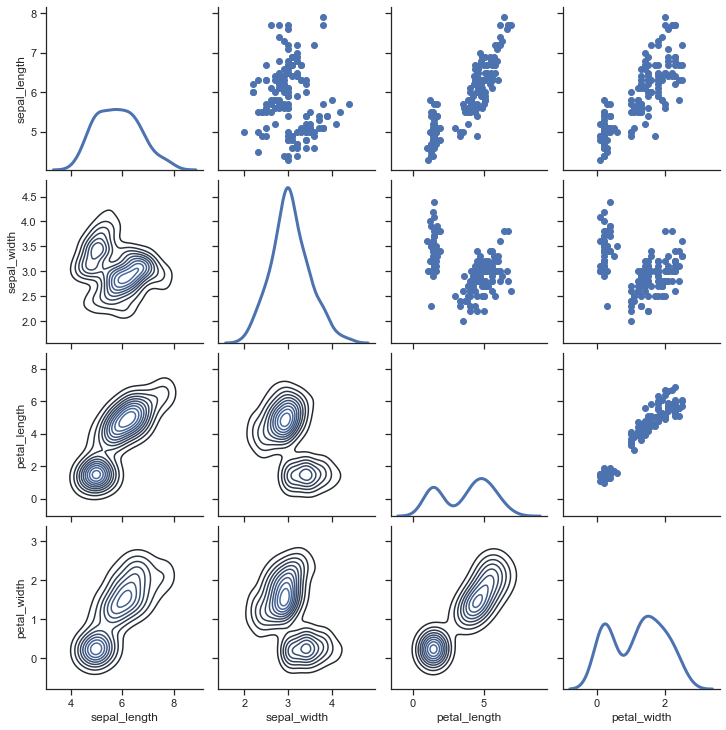 8
7
6
5
sepal_length
4.5
4.0
3.5
3.0
2.5
2.0
sepal_width
8
6
4
2
0
petal_length
3
2
1
0
petal_width
4 6 8
sepal_length
2 3 4
sepal_width
0 5
petal_length
0 2
petal_width